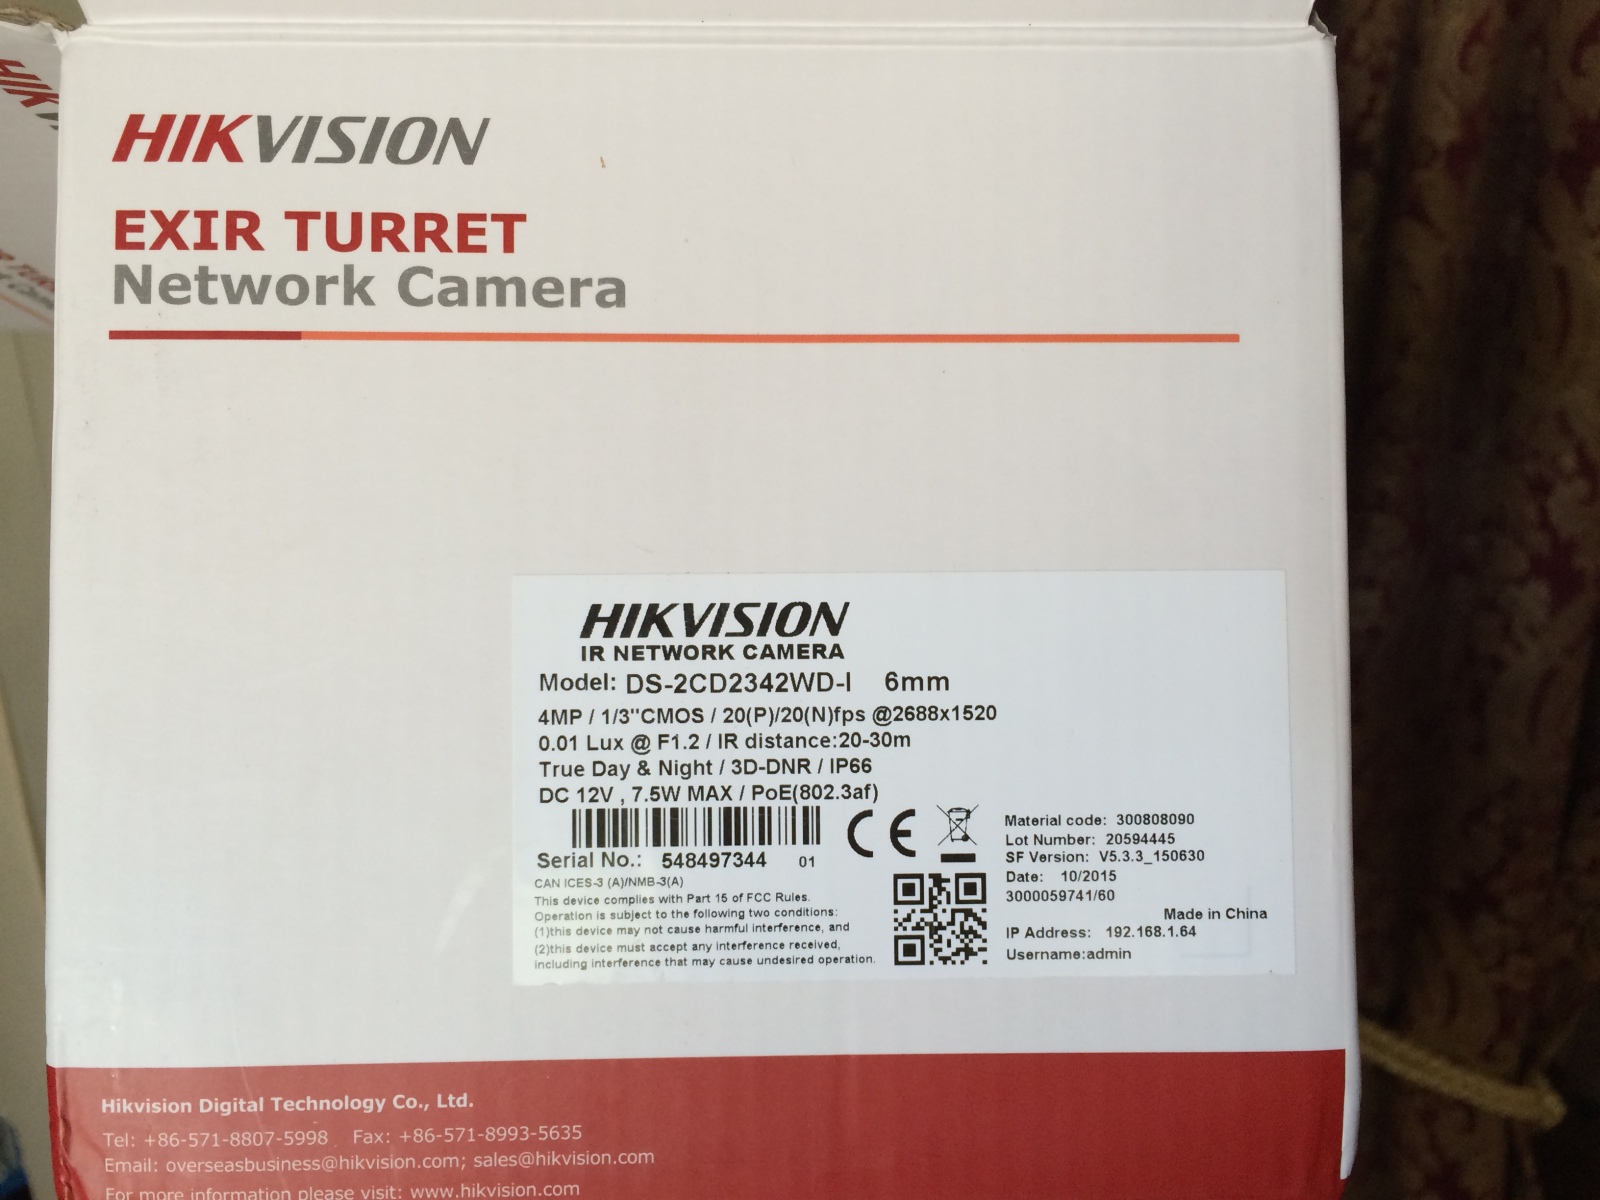 HIKVISION
EXIR TURRET
Network Camera
HIKVISION
IR NETWORK CAMERA
Model: DS-2CD2342WD-I 6mm
4MP / 1/3"CMOS / 20(P)/20(N)fps @2688x1520
0.01 Lux @ F1.2 / IR distance:20-30m
True Day & Night / 3D-DNR / IP66
DC 12V , 7.5W MAX / PoE(802.3af)
Serial No.: 548497344 01
CAN ICES-3 (A)/NMB-3(A)
This device complies with Part 15 of FCC Rules.
Operation is subject to the following two conditions:
(1)this device may not cause harmful interference, and
(2)this device must accept any interference received,
including interference that may cause undesired operation.
CE
Material code: 300808090
Lot Number: 20594445
SF Version: V5.3.3_150630
Date: 10/2015
3000059741/60
Made in China
IP Address: 192.168.1.64
Username:admin
Hikvision Digital Technology Co., Ltd.
Tel: +86-571-8807-5998 Fax: +86-571-8993-5635
Email: overseasbusiness@hikvision.com; sales@hikvision.com
For more information please visit: www.hikvision.com